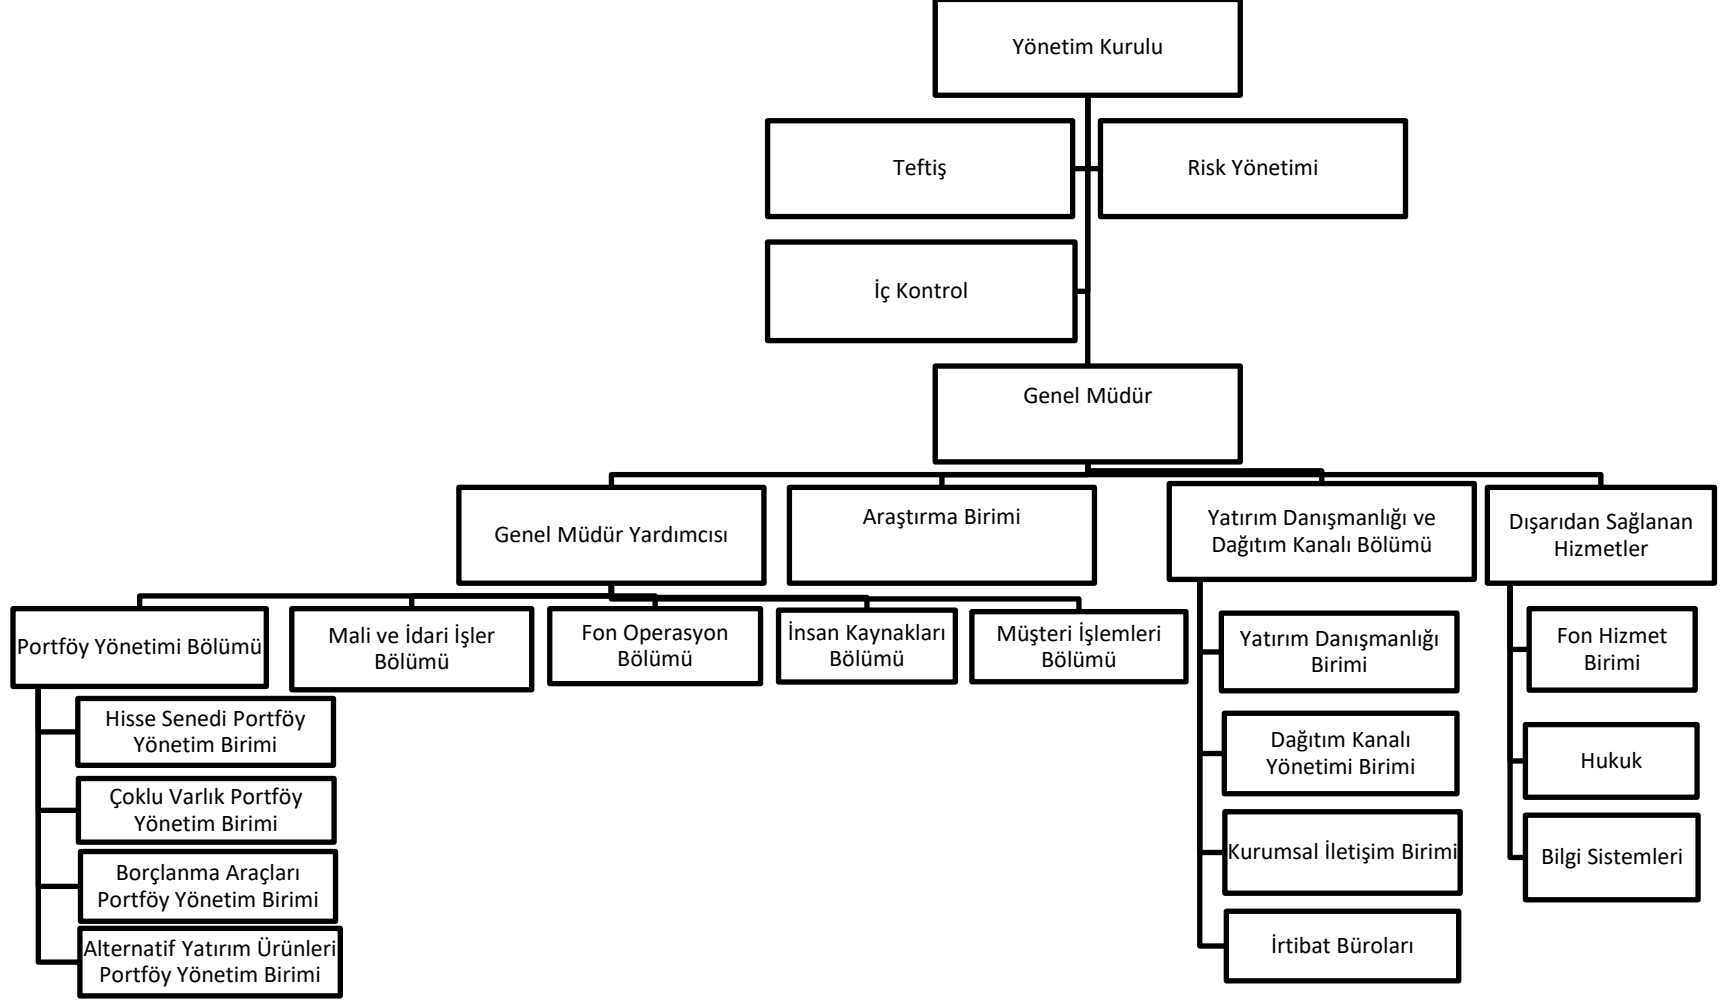 Yönetim Kurulu
Teftiş
Risk Yönetimi
İç Kontrol
Genel Müdür
Genel Müdür Yardımcısı
Araştırma Birimi
Yatırım Danışmanlığı ve
Dağıtım Kanalı Bölümü
Dışarıdan Sağlanan
Hizmetler
Portföy Yönetimi Bölümü
Mali ve İdari İşler
Bölümü
Fon Operasyon
Bölümü
İnsan Kaynakları
Bölümü
Müşteri İşlemleri
Bölümü
Hisse Senedi Portföy
Yönetim Birimi
Çoklu Varlık Portföy
Yönetim Birimi
Borçlanma Araçları
Portföy Yönetim Birimi
Alternatif Yatırım Ürünleri
Portföy Yönetim Birimi
Yatırım Danışmanlığı
Birimi
Dağıtım Kanalı
Yönetimi Birimi
Kurumsal İletişim Birimi
İrtibat Büroları
Fon Hizmet
Birimi
Hukuk
Bilgi Sistemleri